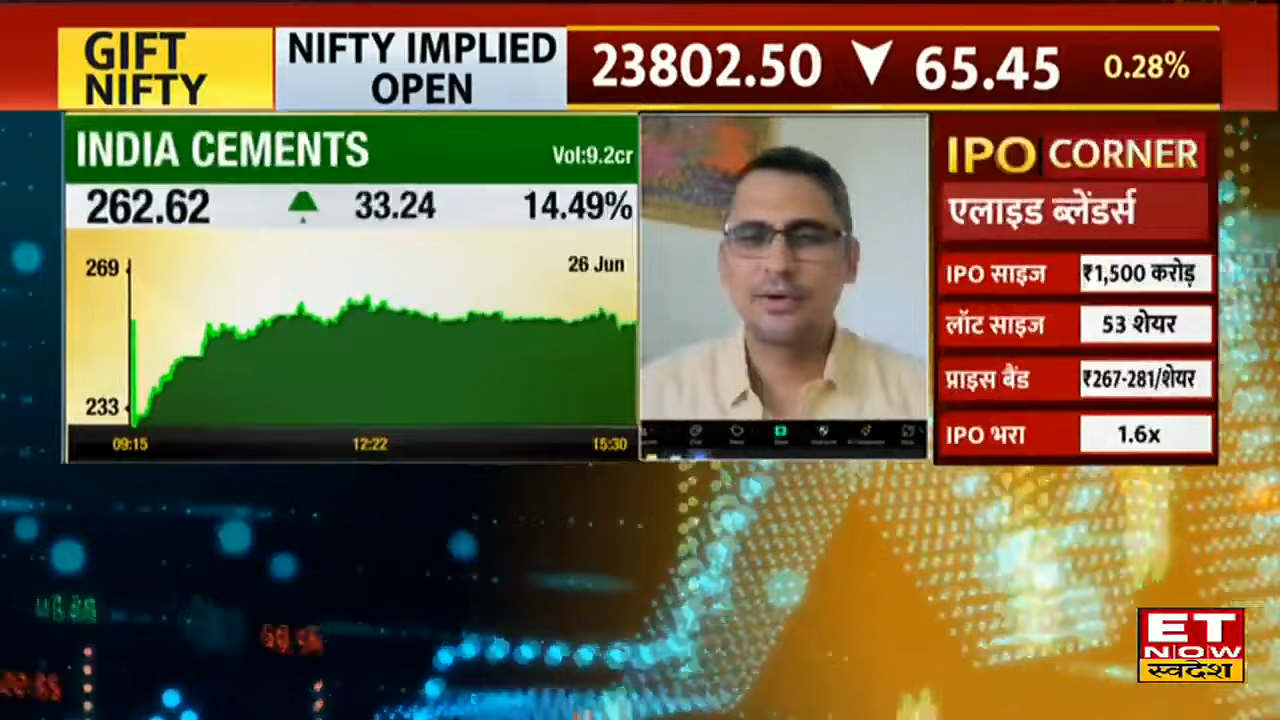 GIFT
NIFTY
NIFTY IMPLIED
OPEN
23802.50 65.45 0.28%
INDIA CEMENTS Vol:9.2cr
262.62 33.24 14.49%
26 Jun
269
233
09:15 12:22 15:30
IPO CORNER
एलाइड ब्लेंडर्स
IPO साइज ₹1,500 करोड़
लॉट साइज 53 शेयर
प्राइस बैंड ₹267-281/शेयर
IPO भरा 1.6x
ET
NOW
स्वदेश